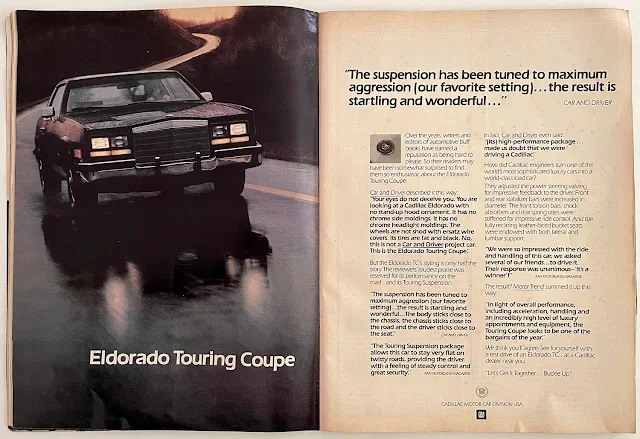 Eldorado Touring Coupe
"The suspension has been tuned to maximum
aggression (our favorite setting)...the result is
startling and wonderful..."
CAR AND DRIVER
Over the years, writers and
editors of automotive buff
books have earned a
reputation as being hard to
please. So their readers may
have been somewhat surprised to find
them so enthusiastic about the Eldorado
Touring Coupe.
Car and Driver described it this way:
"Your eyes do not deceive you. You are
looking at a Cadillac Eldorado with
no stand-up hood ornament. It has no
chrome side moldings. It has no
chrome headlight moldings. The
wheels are not shod with ersatz wire
covers. Its tires are fat and black. No,
this is not a Car and Driver project car.
This is the Eldorado Touring Coupe."
But the Eldorado TC's styling is only half the
story. The reviewers' loudest praise was
reserved for its performance on the
road...and its Touring Suspension.
"The suspension has been tuned to
maximum aggression (our favorite
setting)...the result is startling and
wonderful...The body sticks close to
the chassis, the chassis sticks close to
the road and the driver sticks close to
the seat."
CAR AND DRIVER
"The Touring Suspension package
allows this car to stay very flat on
twisty roads, providing the driver
with a feeling of steady control and
great security."
AAA MOTORLAND MAGAZINE
In fact, Car and Driver even said:
"[Its] high-performance package...
made us doubt that we were
driving a Cadillac."
How did Cadillac engineers turn one of the
world's most sophisticated luxury cars into a
world-class road car?
They adjusted the power steering valving
for impressive feedback to the driver. Front
and rear stabilizer bars were increased in
diameter. The front torsion bars, shock
absorbers and rear spring rates were
stiffened for impressive ride control. And the
fully reclining leather-faced bucket seats
were endowed with both lateral and
lumbar support.
"We were so impressed with the ride
and handling of this car, we asked
several of our friends...to drive it.
Their response was unanimous–'It's a
winner'!"
AAA MOTORLAND MAGAZINE
The result? Motor Trend summed it up this
way:
"In light of overall performance,
including acceleration, handling and
an incredibly high level of luxury
appointments and equipment, the
Touring Coupe looks to be one of the
bargains of the year."
We think you'll agree. See for yourself with
a test drive of an Eldorado TC...at a Cadillac
dealer near you.
"Let's Get It Together...Buckle Up."
CADILLAC MOTOR CAR DIVISION USA
GM